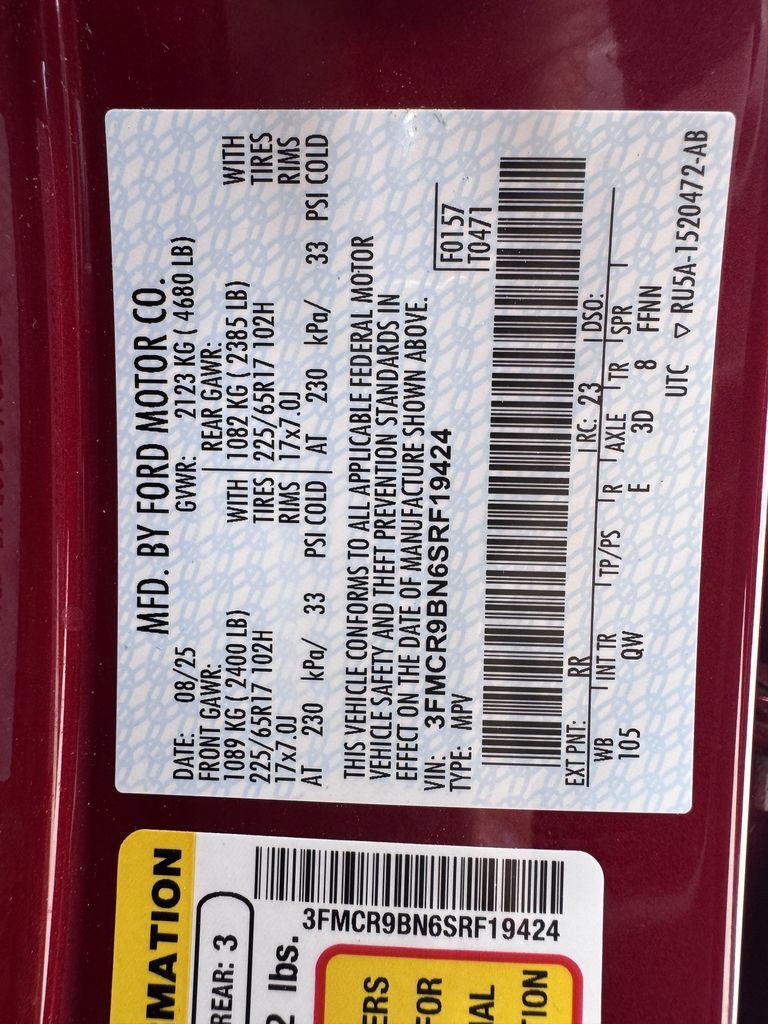 MFD. BY FORD MOTOR CO.
DATE: 08/25 GVWR: 2123 KG ( 4680 LB)
FRONT GAWR: REAR GAWR:
1089 KG ( 2400 LB) WITH 1082 KG ( 2385 LB) WITH
225/65R17 102H TIRES 225/65R17 102H TIRES
17x7.0J RIMS 17x7.0J RIMS
AT 230 kPa/ 33 PSI COLD AT 230 kPa/ 33 PSI COLD
THIS VEHICLE CONFORMS TO ALL APPLICABLE FEDERAL MOTOR
VEHICLE SAFETY AND THEFT PREVENTION STANDARDS IN
EFFECT ON THE DATE OF MANUFACTURE SHOWN ABOVE.
VIN: 3FMCR9BN6SRF19424 F0157
TYPE: MPV T0471
EXT PNT: RR RC: 23 DSO:
WB INT TR TP/PS R AXLE TR SPR
105 QW E 3D 8 FFNN
UTC ▽ RU5A-1520472-AB
MATION
REAR: 3
3FMCR9BN6SRF19424
2 lbs.
ERS
FOR
AL
ION